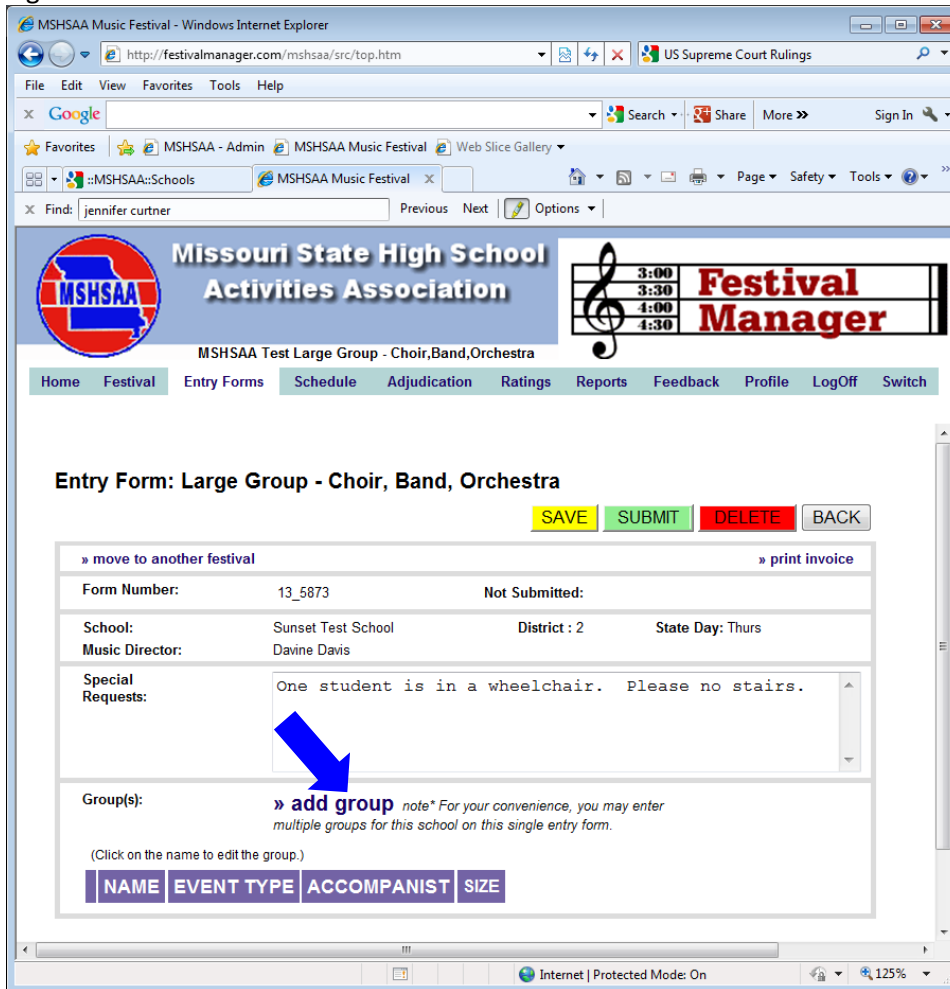 MSHSAA Music Festival - Windows Internet Explorer
http://festivalmanager.com/mshsaa/src/top.htm
US Supreme Court Rulings
File Edit View Favorites Tools Help
x Google Search Share More » Sign In
Favorites MSHSAA - Admin MSHSAA Music Festival Web Slice Gallery
::MSHSAA::Schools MSHSAA Music Festival x Page Safety Tools »
x Find: jennifer curtner Previous Next Options
MSHSAA
Missouri State High School
Activities Association
MSHSAA Test Large Group - Choir,Band,Orchestra
3:00
3:30
4:00
4:30
Festival
Manager
Home Festival Entry Forms Schedule Adjudication Ratings Reports Feedback Profile LogOff Switch
Entry Form: Large Group - Choir, Band, Orchestra
SAVE SUBMIT DELETE BACK
» move to another festival » print invoice
Form Number: 13_5873 Not Submitted:
School: Sunset Test School District : 2 State Day: Thurs
Music Director: Davine Davis
Special
Requests:
One student is in a wheelchair. Please no stairs.
Group(s):
» add group note* For your convenience, you may enter
multiple groups for this school on this single entry form.
(Click on the name to edit the group.)
NAME EVENT TYPE ACCOMPANIST SIZE
Internet | Protected Mode: On 125%